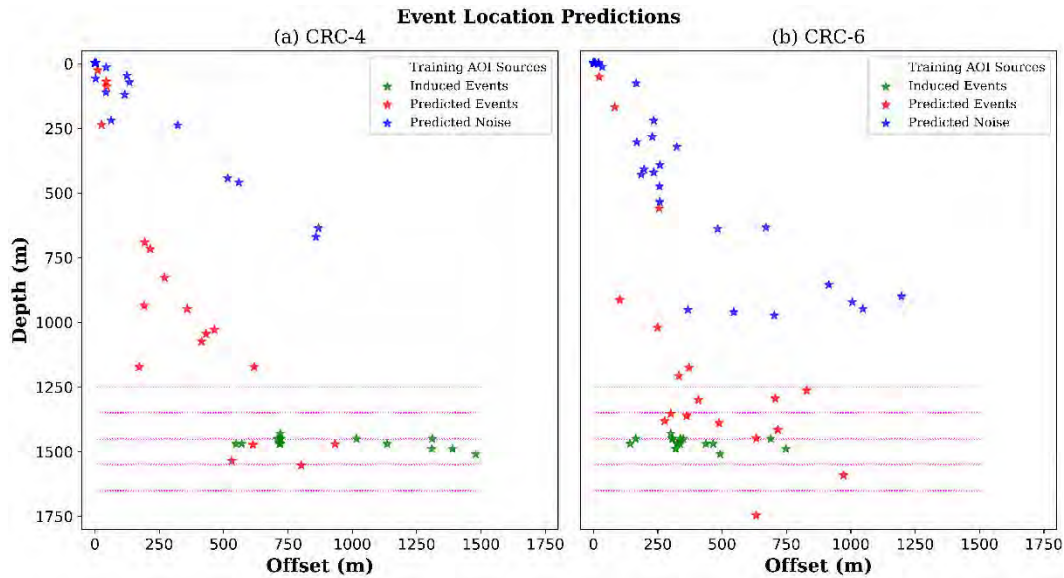 Event Location Predictions
(a) CRC-4
(b) CRC-6
Training AOI Sources
Induced Events
Predicted Events
Predicted Noise
Training AOI Sources
Induced Events
Predicted Events
Predicted Noise
Depth (m)
0
250
500
750
1000
1250
1500
1750
0 250 500 750 1000 1250 1500 1750
0 250 500 750 1000 1250 1500 1750
Offset (m)
Offset (m)